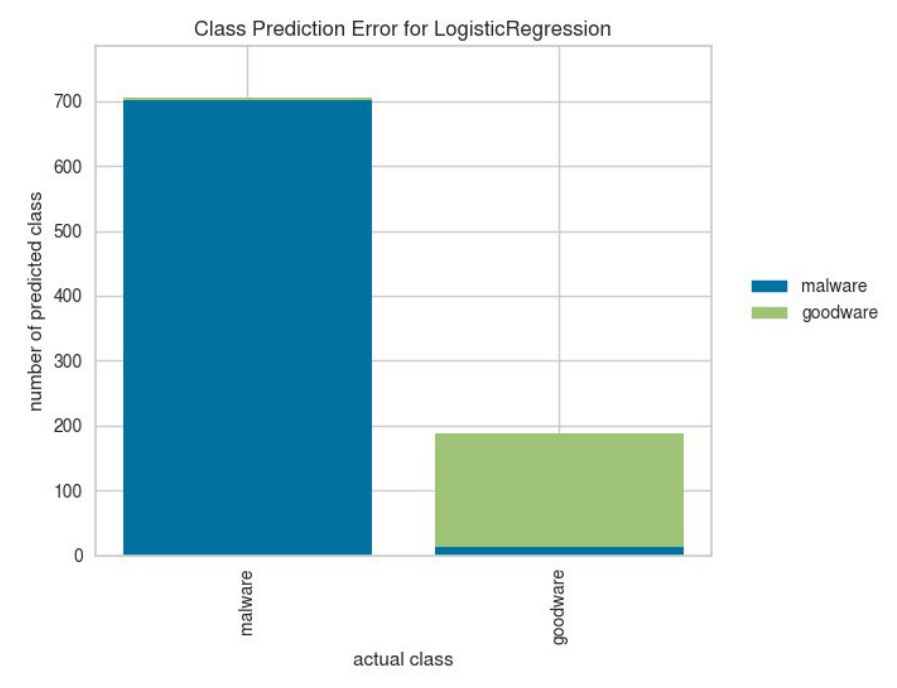 Class Prediction Error for LogisticRegression
number of predicted class
700
600
500
400
300
200
100
0
malware
goodware
actual class
malware
goodware